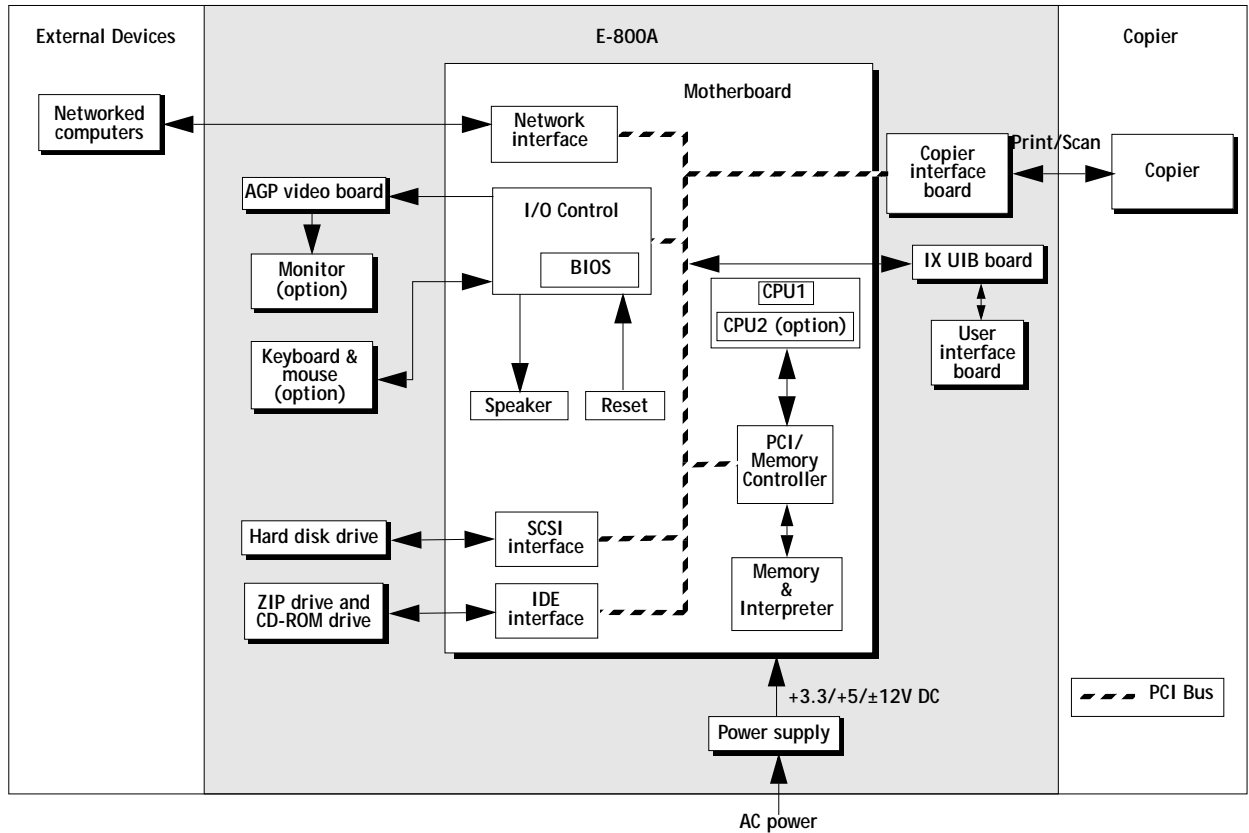 External Devices
E-800A
Copier
Motherboard
Networked
computers
Network
interface
Copier
interface
board
Print/Scan
Copier
AGP video board
I/O Control
BIOS
Monitor
(option)
IX UIB board
CPU1
CPU2 (option)
User
interface
board
Keyboard &
mouse
(option)
Speaker
Reset
PCI/
Memory
Controller
Hard disk drive
SCSI
interface
Memory
&
Interpreter
ZIP drive and
CD-ROM drive
IDE
interface
+3.3/+5/±12V DC
PCI Bus
Power supply
AC power